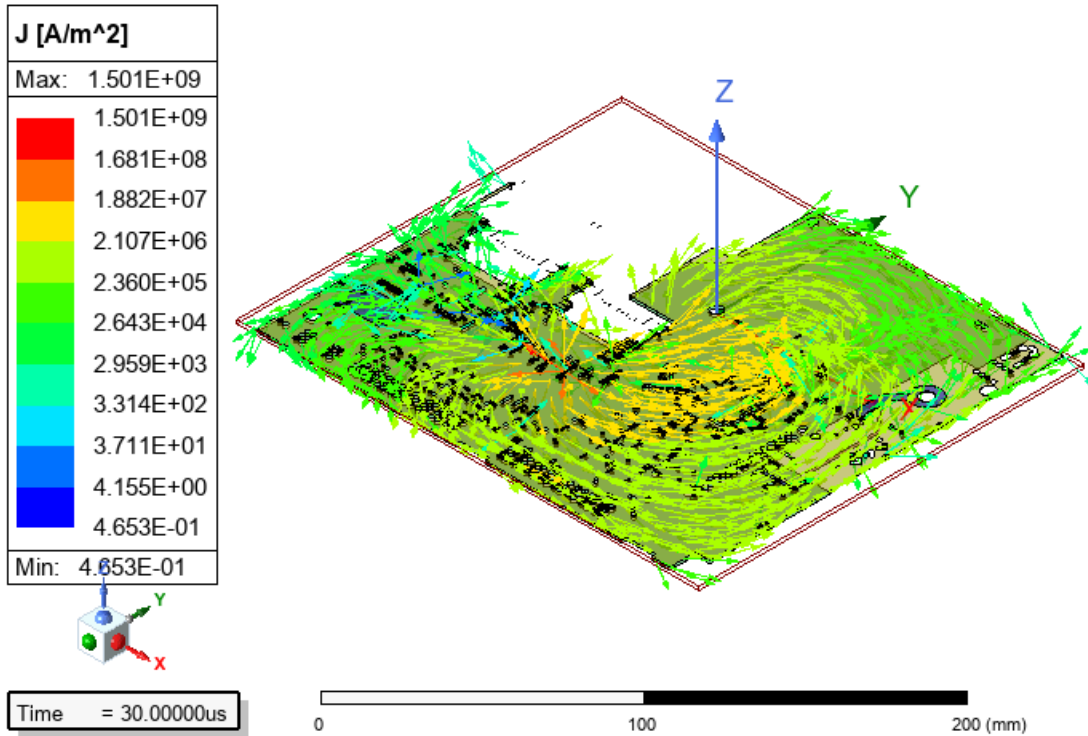 J [A/m^2]
Max: 1.501E+09
1.501E+09
1.681E+08
1.882E+07
2.107E+06
2.360E+05
2.643E+04
2.959E+03
3.314E+02
3.711E+01
4.155E+00
4.653E-01
Min: 4.653E-01
Z
Y
X
Z
Y
X
Time = 30.00000us
0
100
200 (mm)